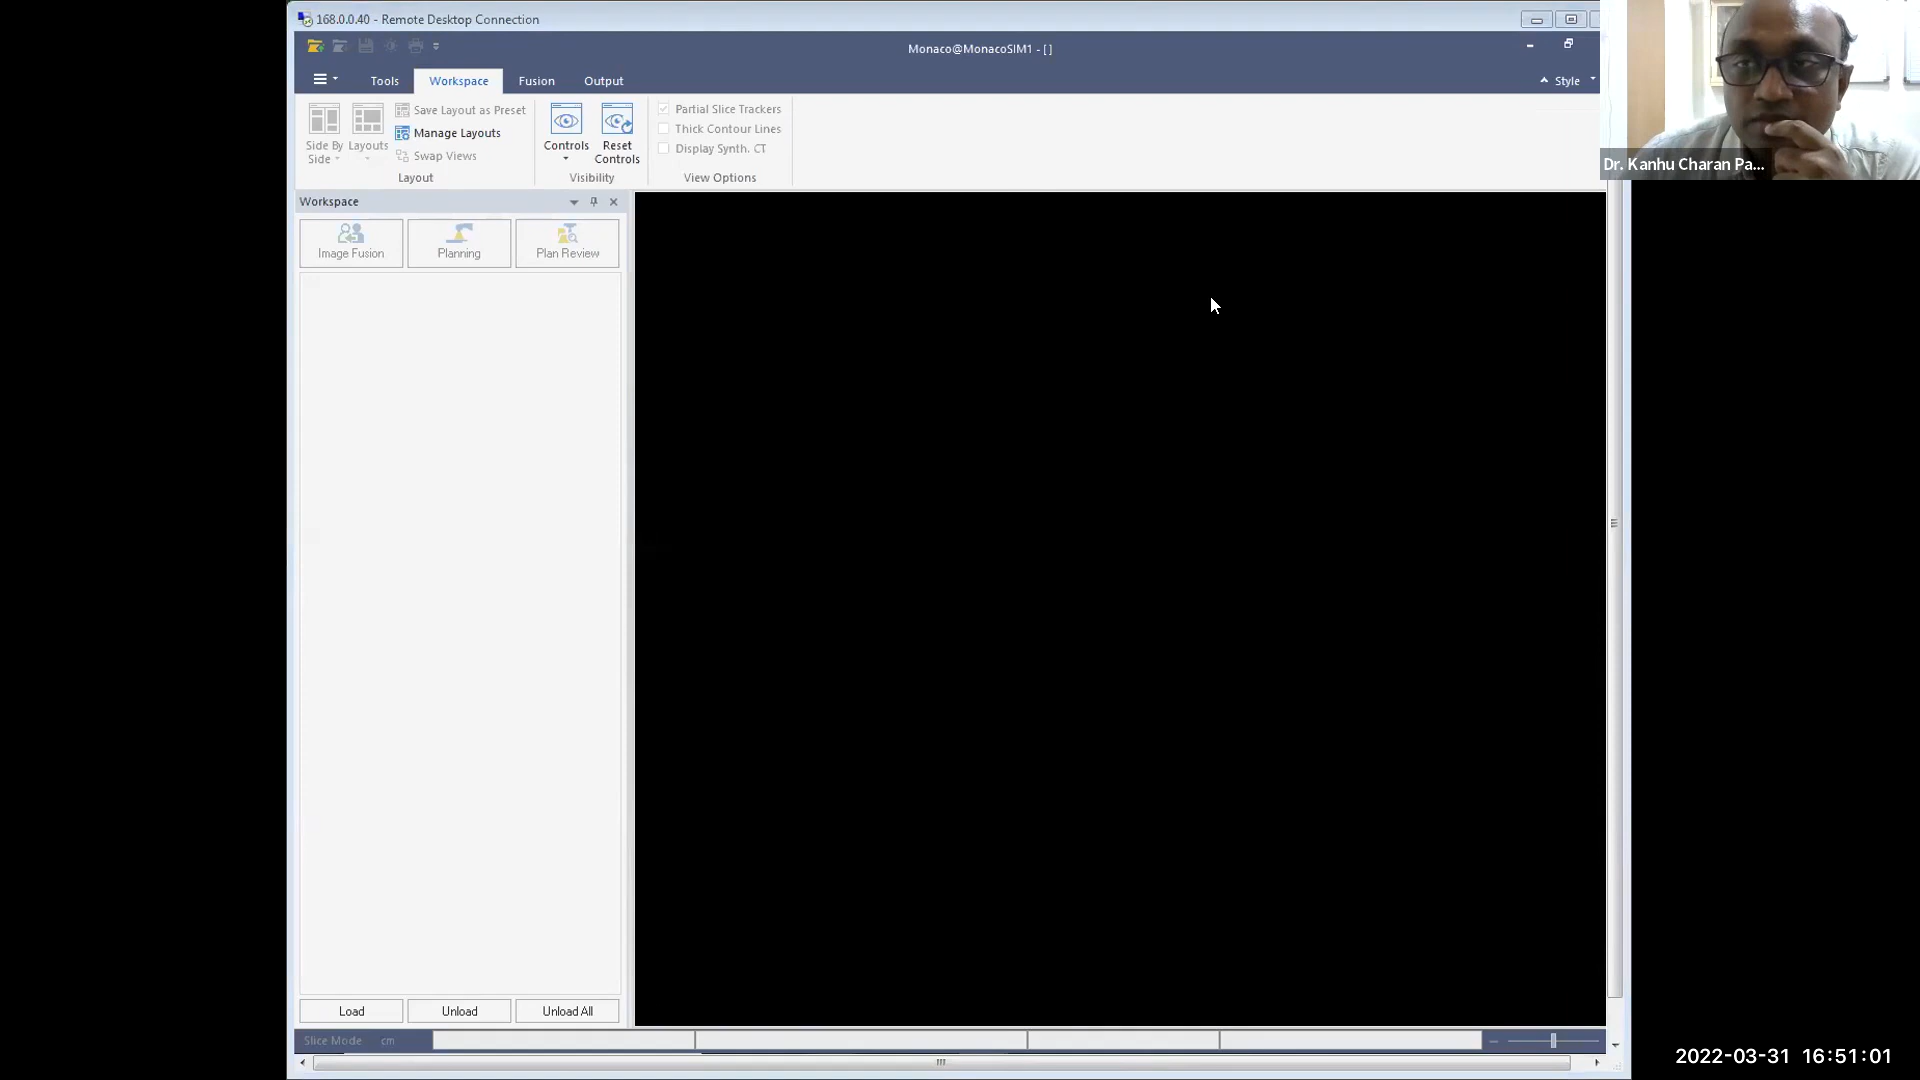 168.0.0.40 - Remote Desktop Connection
Monaco@MonacoSIM1 - [ ]
Tools Workspace Fusion Output Style
Side By Side
Layouts
Save Layout as Preset
Manage Layouts
Swap Views
Layout
Controls
Reset Controls
Visibility
Partial Slice Trackers
Thick Contour Lines
Display Synth. CT
View Options
Dr. Kanhu Charan Pa...
Workspace
Image Fusion Planning Plan Review
Load Unload Unload All
Slice Mode cm
2022-03-31 16:51:01